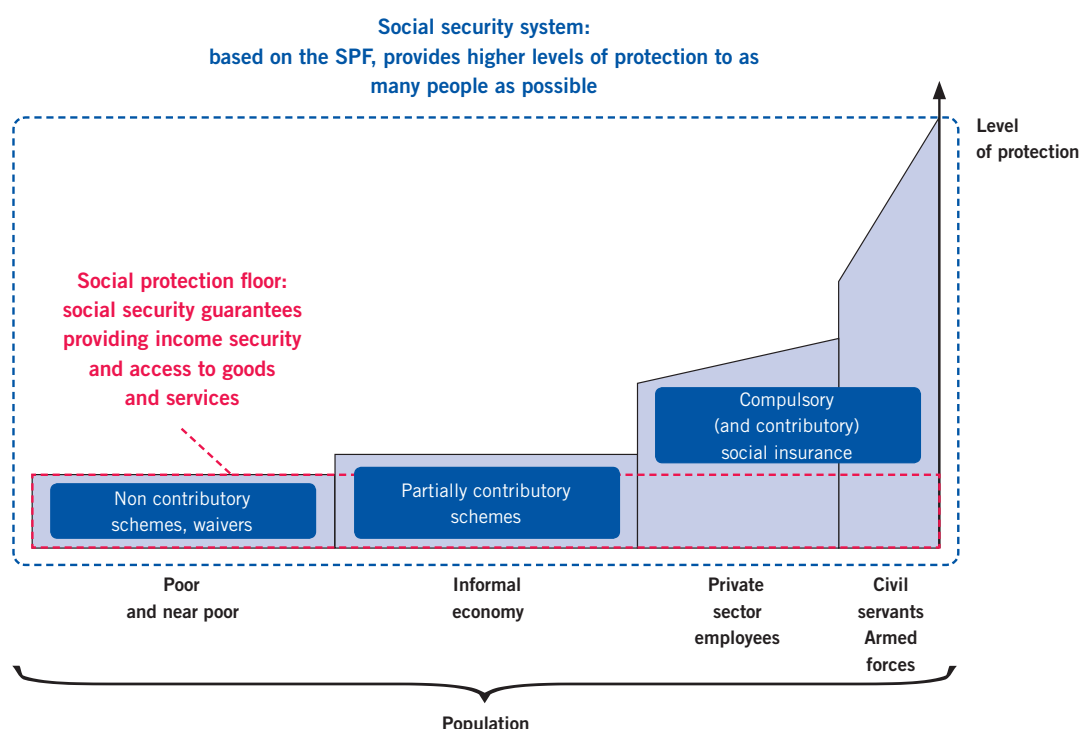 Social security system:
based on the SPF, provides higher levels of protection to as
many people as possible
Level
of protection
Social protection floor:
social security guarantees
providing income security
and access to goods
and services
Compulsory
(and contributory)
social insurance
Non contributory
schemes, waivers
Partially contributory
schemes
Poor
and near poor
Informal
economy
Private
sector
employees
Civil
servants
Armed
forces
Population